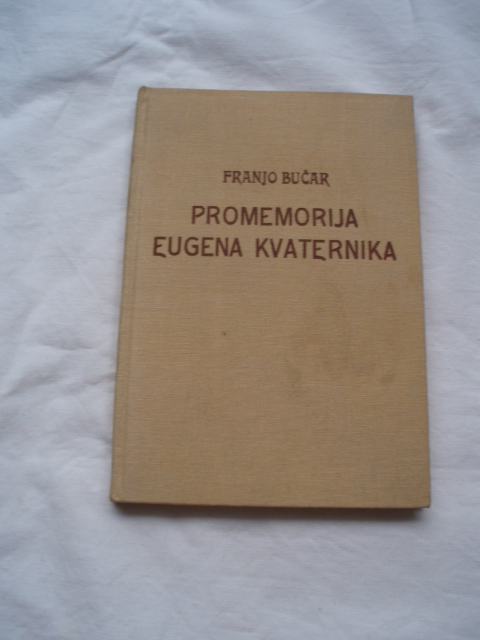 FRANJO BUČAR
PROMEMORIJA
EUGENA KVATERNIKA